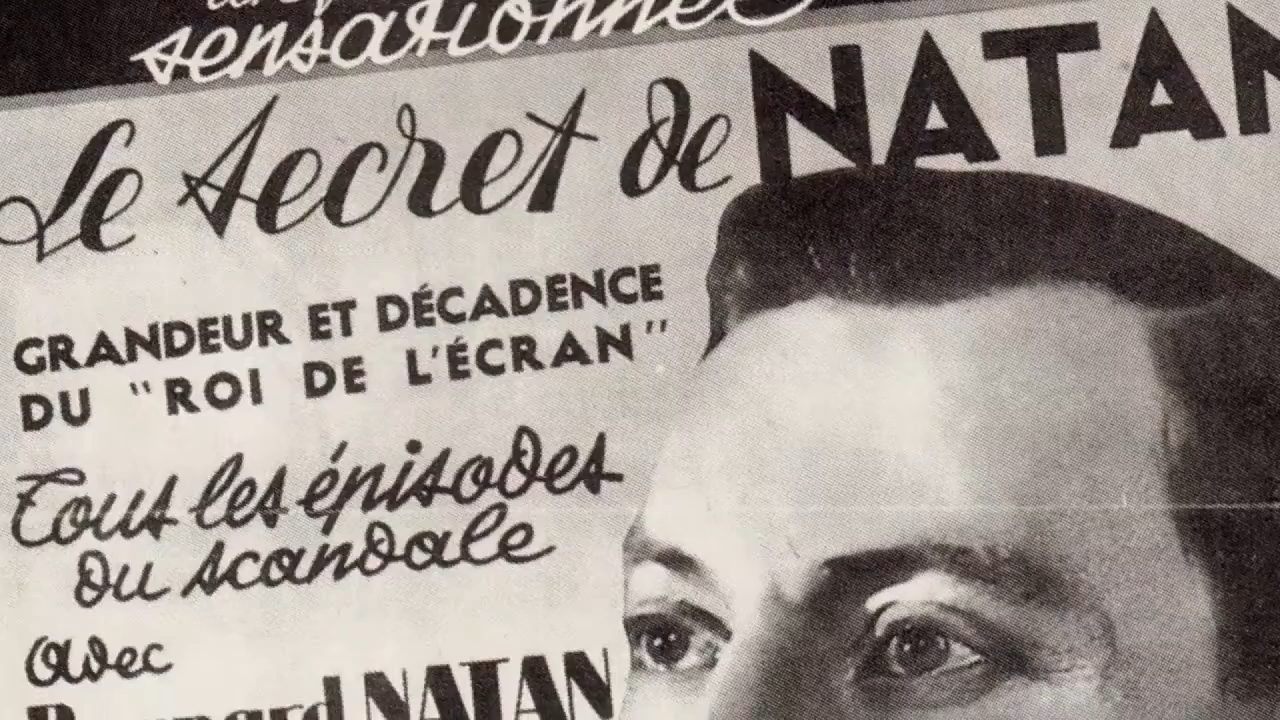 sensationnel
Le secret de NATAN
GRANDEUR ET DÉCADENCE
DU "ROI DE L'ÉCRAN"
Tous les épisodes
du scandale
avec
Bernard NATAN